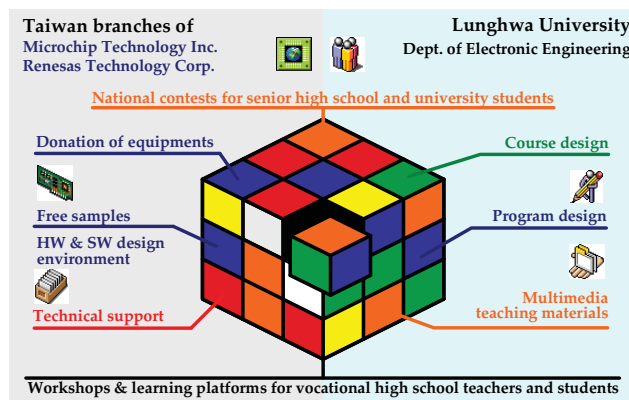 Taiwan branches of
Microchip Technology Inc.
Renesas Technology Corp.
Lunghwa University
Dept. of Electronic Engineering
National contests for senior high school and university students
Donation of equipments
Course design
Free samples
Program design
HW & SW design
environment
Technical support
Multimedia
teaching materials
Workshops & learning platforms for vocational high school teachers and students